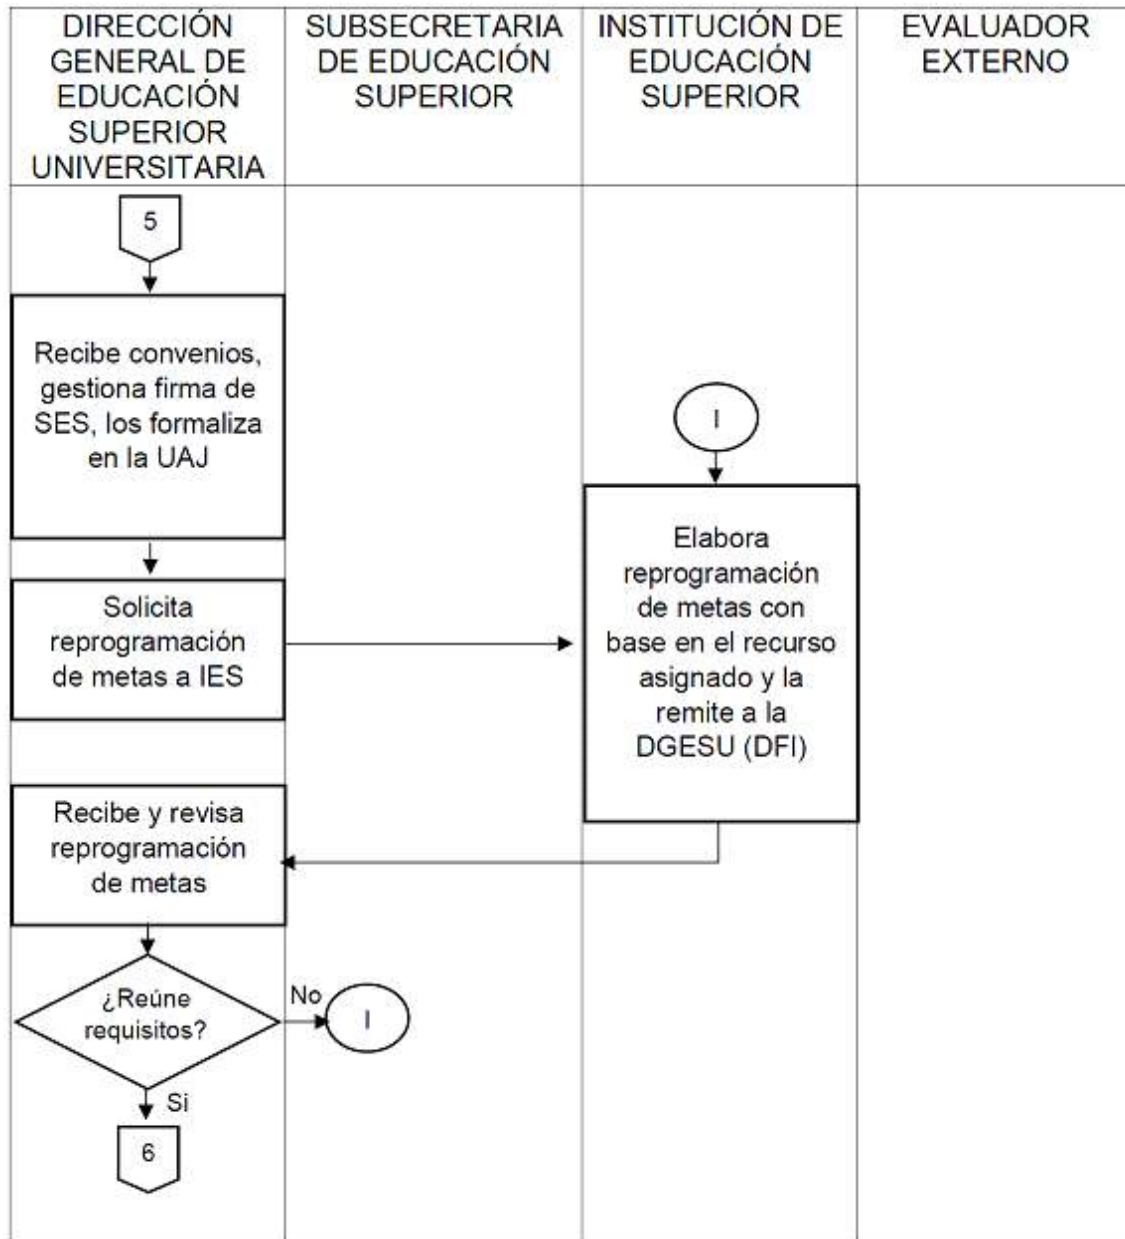 DIRECCIÓN
GENERAL DE
EDUCACIÓN
SUPERIOR
UNIVERSITARIA
SUBSECRETARIA
DE EDUCACIÓN
SUPERIOR
INSTITUCIÓN DE
EDUCACIÓN
SUPERIOR
EVALUADOR
EXTERNO
5
Recibe convenios,
gestiona firma de
SES, los formaliza
en la UAJ
I
Elabora
reprogramación
de metas con
base en el recurso
asignado y la
remite a la
DGESU (DFI)
Solicita
reprogramación
de metas a IES
Recibe y revisa
reprogramación
de metas
¿Reúne
requisitos?
No
I
Si
6